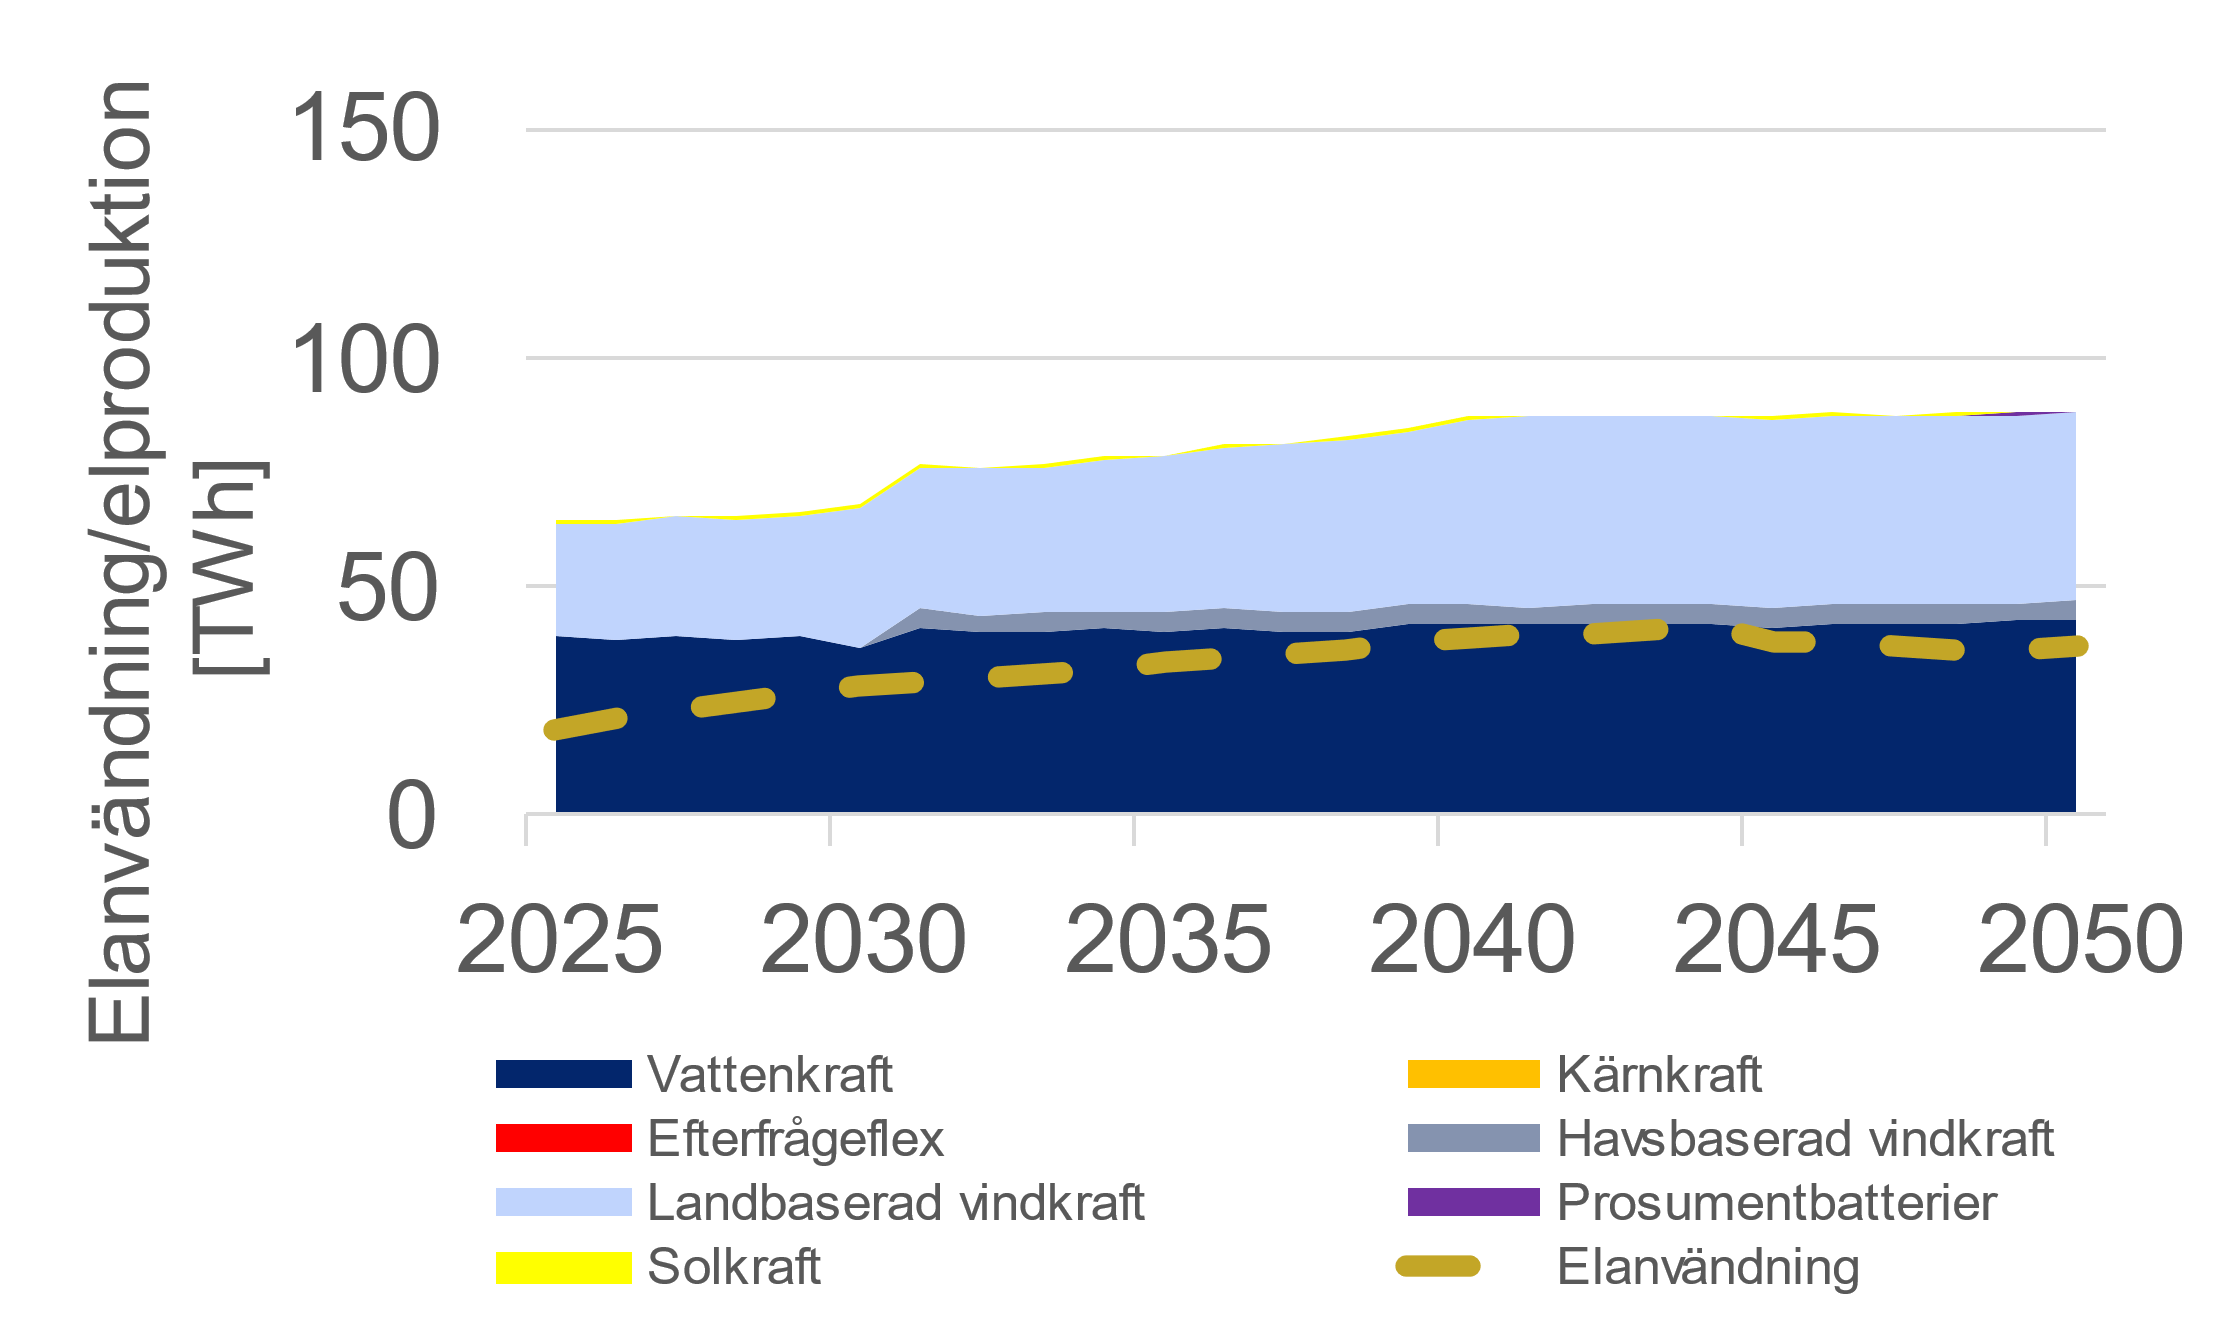 Elanvändning/elproduktion
[TWh]
150
100
50
0
2025 2030 2035 2040 2045 2050
Vattenkraft Kärnkraft
Efterfrågeflex Havsbaserad vindkraft
Landbaserad vindkraft Prosumentbatterier
Solkraft Elanvändning